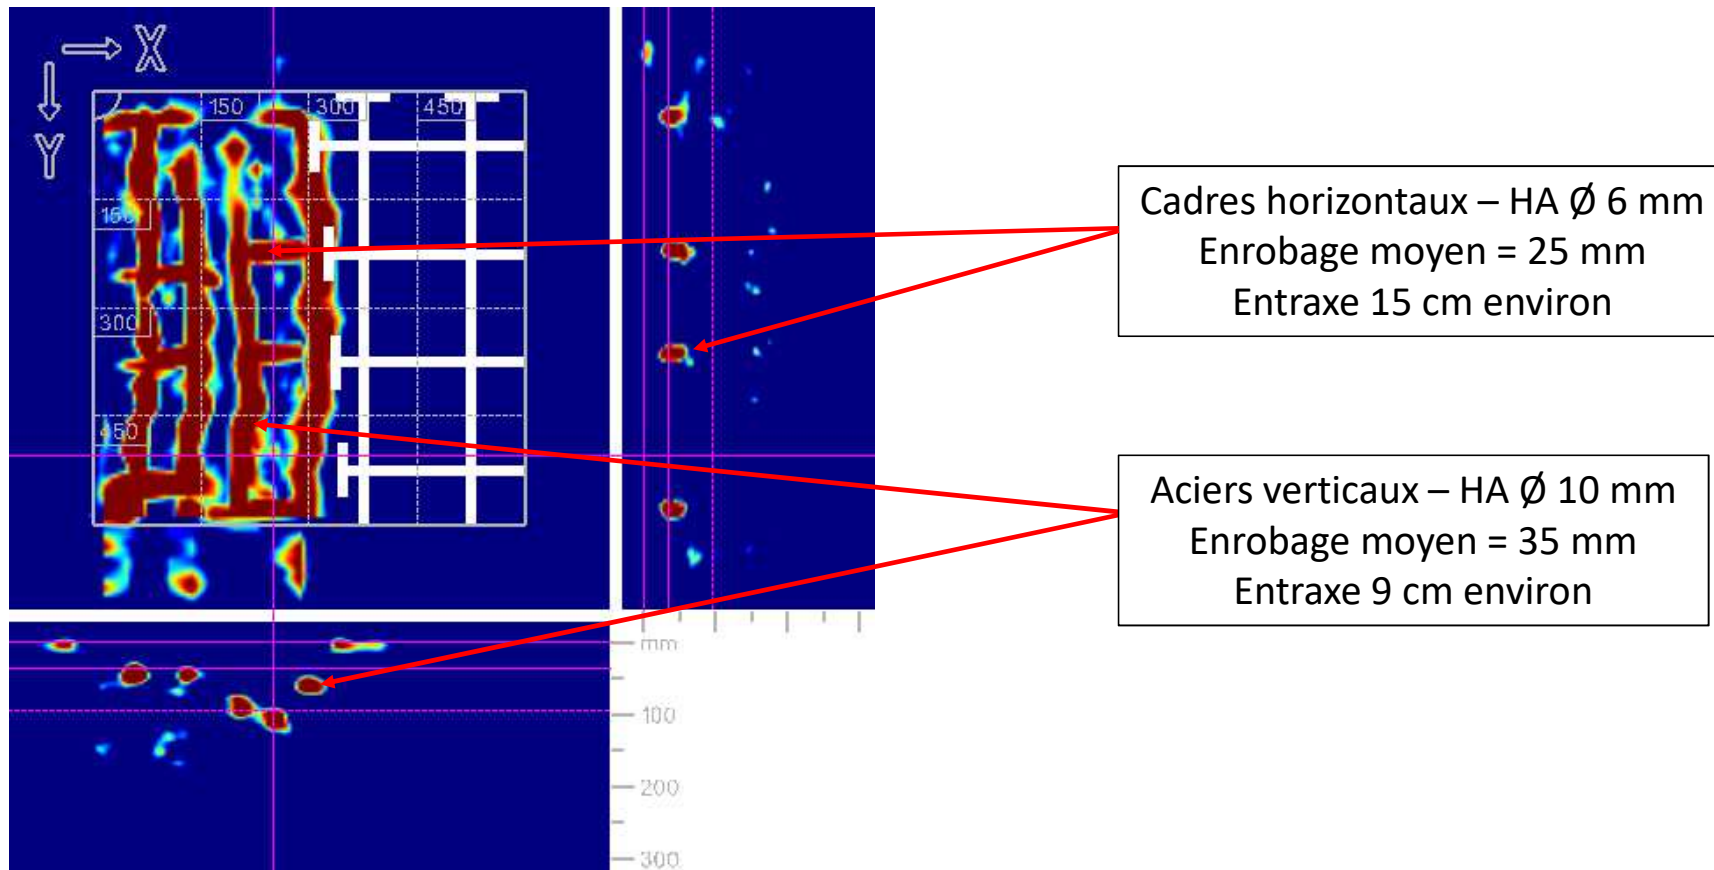 X
Y
150
300
450
150
300
450
mm
100
200
300
Cadres horizontaux – HA Ø 6 mm
Enrobage moyen = 25 mm
Entraxe 15 cm environ
Aciers verticaux – HA Ø 10 mm
Enrobage moyen = 35 mm
Entraxe 9 cm environ